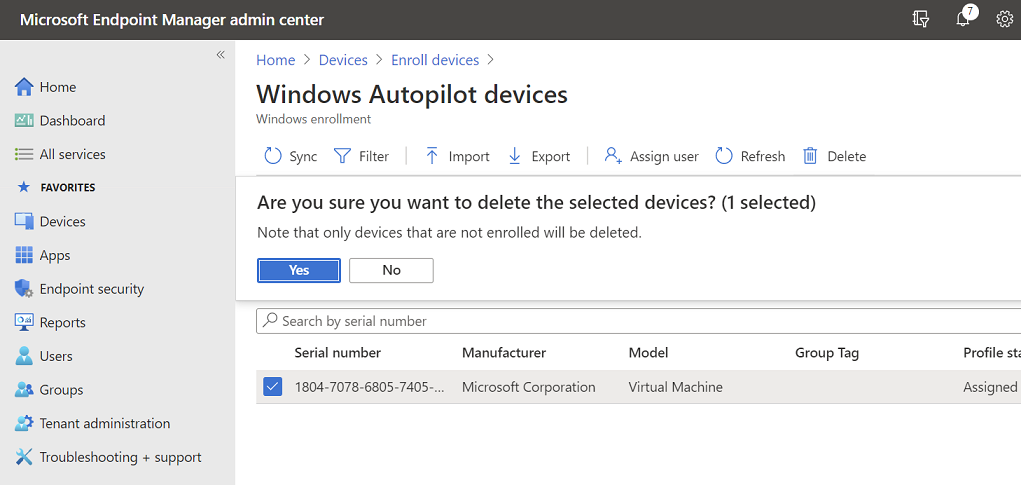 Microsoft Endpoint Manager admin center
7
«
Home
Dashboard
All services
FAVORITES
Devices
Apps
Endpoint security
Reports
Users
Groups
Tenant administration
Troubleshooting + support
Home > Devices > Enroll devices >
Windows Autopilot devices
Windows enrollment
Sync Filter Import Export Assign user Refresh Delete
Are you sure you want to delete the selected devices? (1 selected)
Note that only devices that are not enrolled will be deleted.
Yes No
Search by serial number
Serial number Manufacturer Model Group Tag Profile sta
1804-7078-6805-7405-... Microsoft Corporation Virtual Machine Assigned